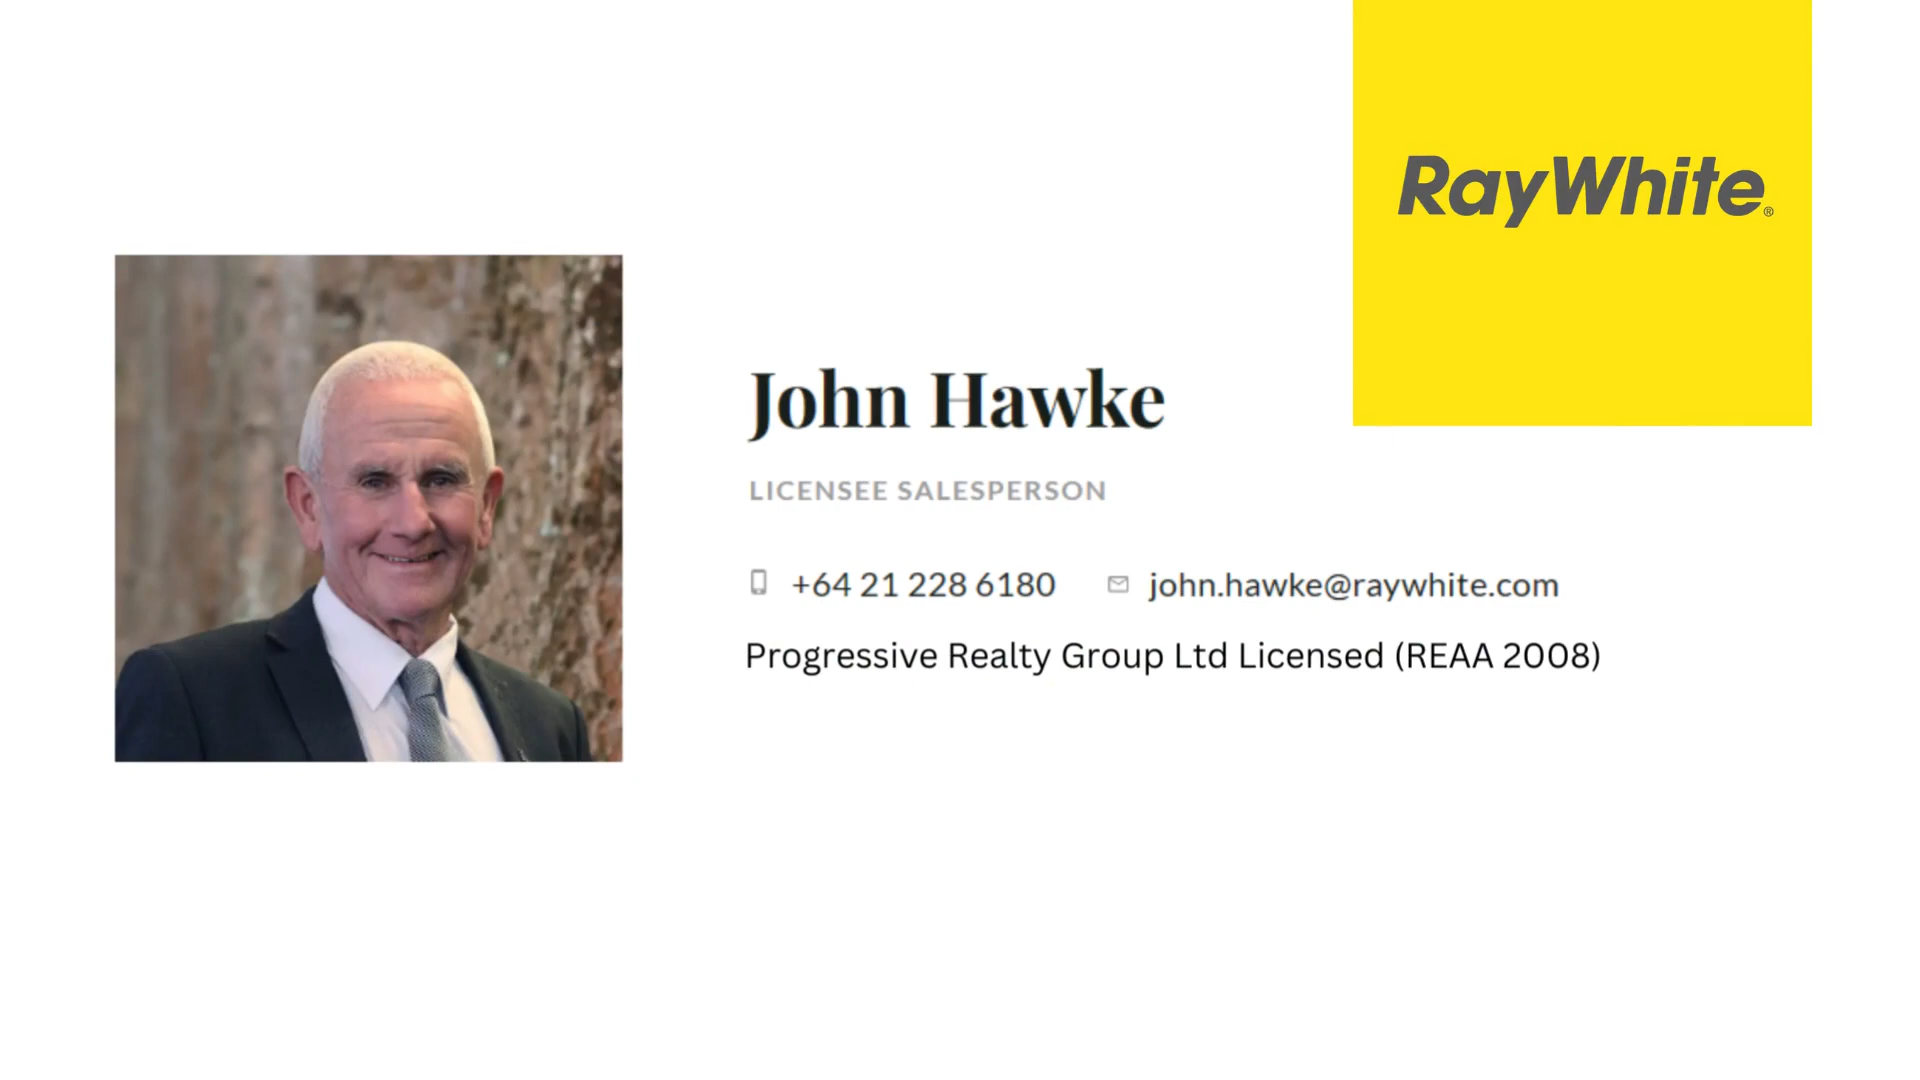 RayWhite®
John Hawke
LICENSEE SALESPERSON
+64 21 228 6180 john.hawke@raywhite.com
Progressive Realty Group Ltd Licensed (REAA 2008)